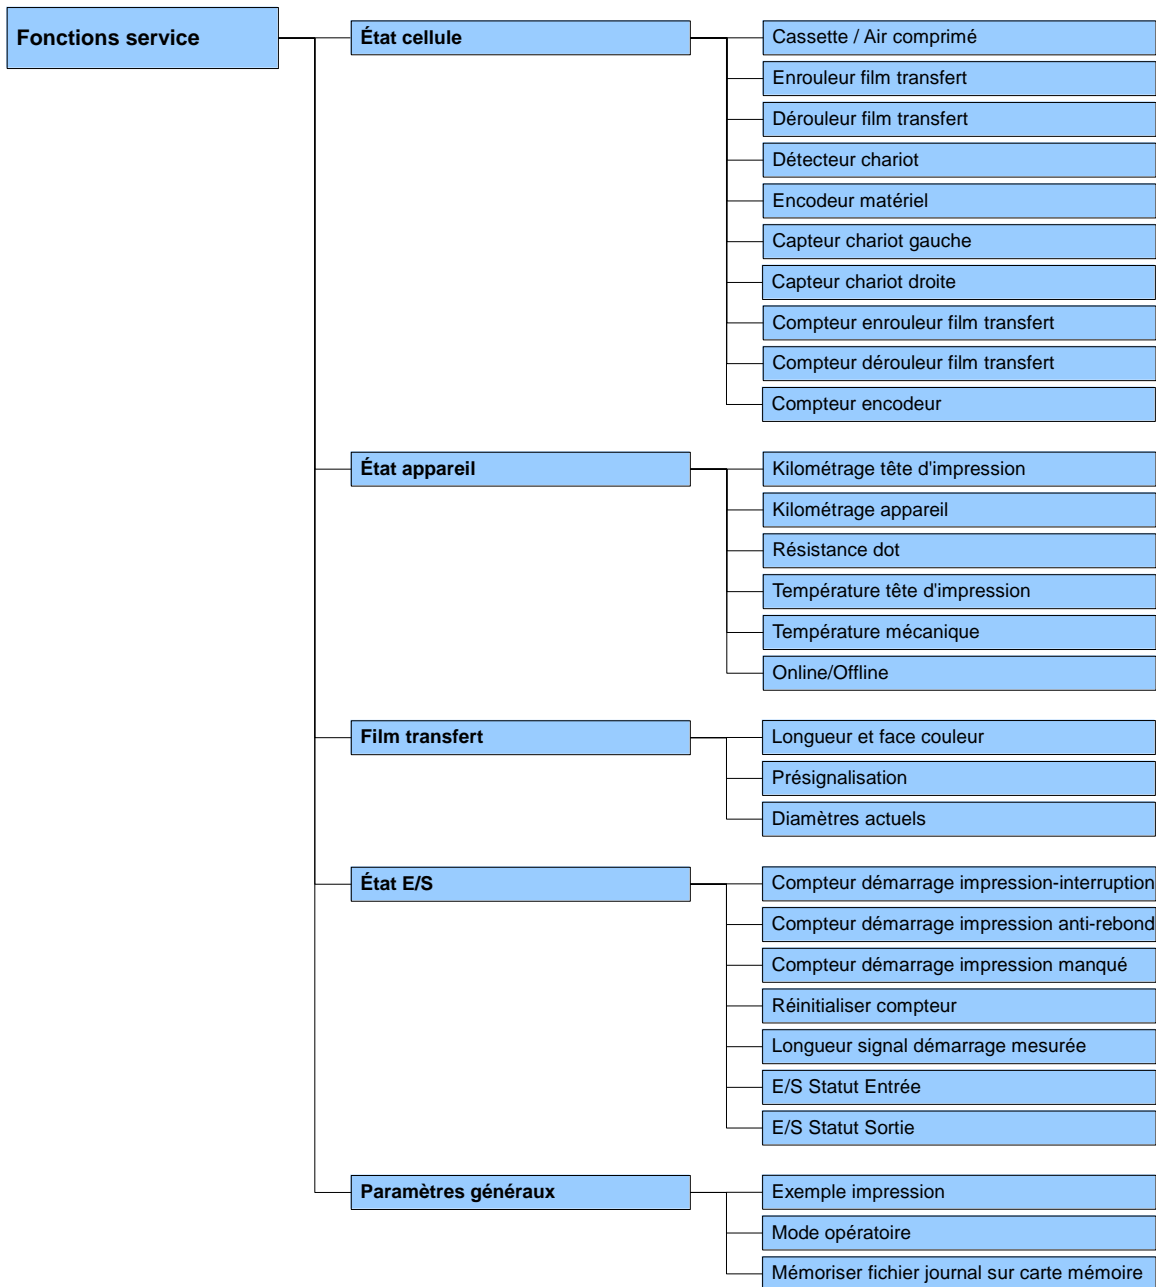 Fonctions service
État cellule
Cassette / Air comprimé
Enrouleur film transfert
Dérouleur film transfert
Détecteur chariot
Encodeur matériel
Capteur chariot gauche
Capteur chariot droite
Compteur enrouleur film transfert
Compteur dérouleur film transfert
Compteur encodeur
État appareil
Kilométrage tête d'impression
Kilométrage appareil
Résistance dot
Température tête d'impression
Température mécanique
Online/Offline
Film transfert
Longueur et face couleur
Présignalisation
Diamètres actuels
État E/S
Compteur démarrage impression-interruption
Compteur démarrage impression anti-rebond
Compteur démarrage impression manqué
Réinitialiser compteur
Longueur signal démarrage mesurée
E/S Statut Entrée
E/S Statut Sortie
Paramètres généraux
Exemple impression
Mode opératoire
Mémoriser fichier journal sur carte mémoire